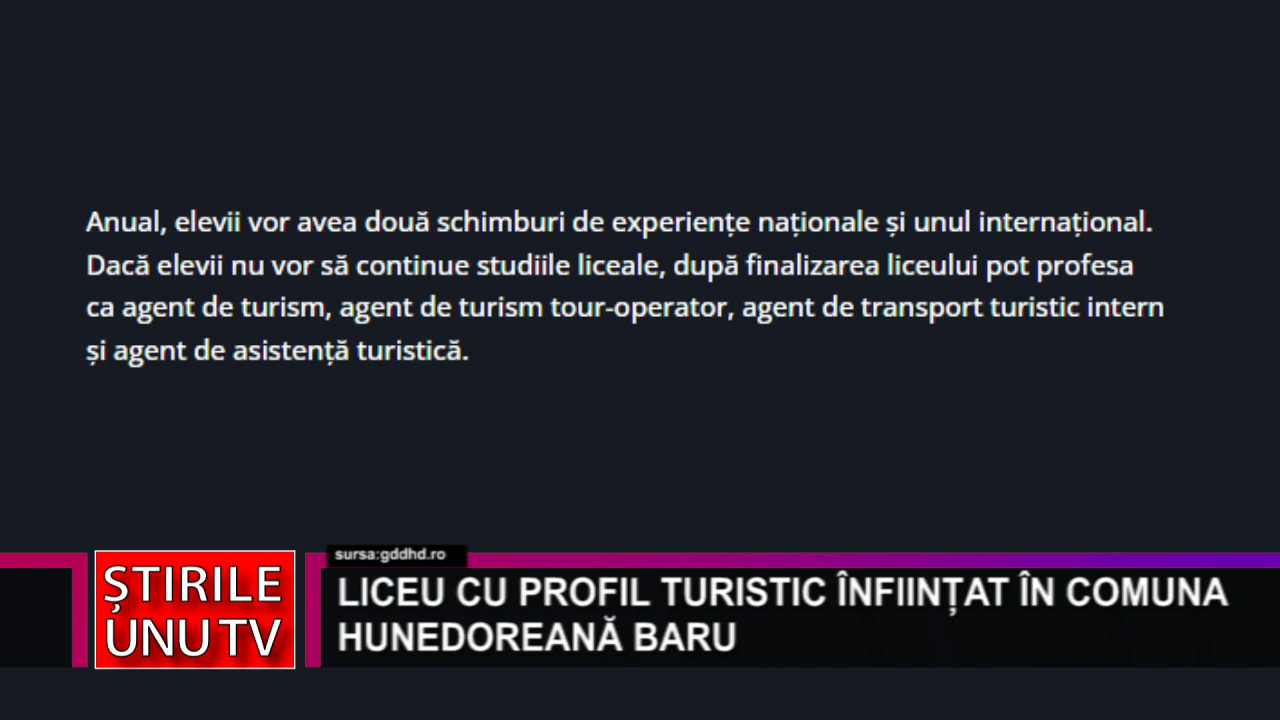 Anual, elevii vor avea două schimburi de experiențe naționale și unul internațional.
Dacă elevii nu vor să continue studiile liceale, după finalizarea liceului pot profesa
ca agent de turism, agent de turism tour-operator, agent de transport turistic intern
și agent de asistență turistică.
sursa:gddhd.ro
ȘTIRILE
UNU TV
LICEU CU PROFIL TURISTIC ÎNFIINȚAT ÎN COMUNA
HUNEDOREANĂ BARU